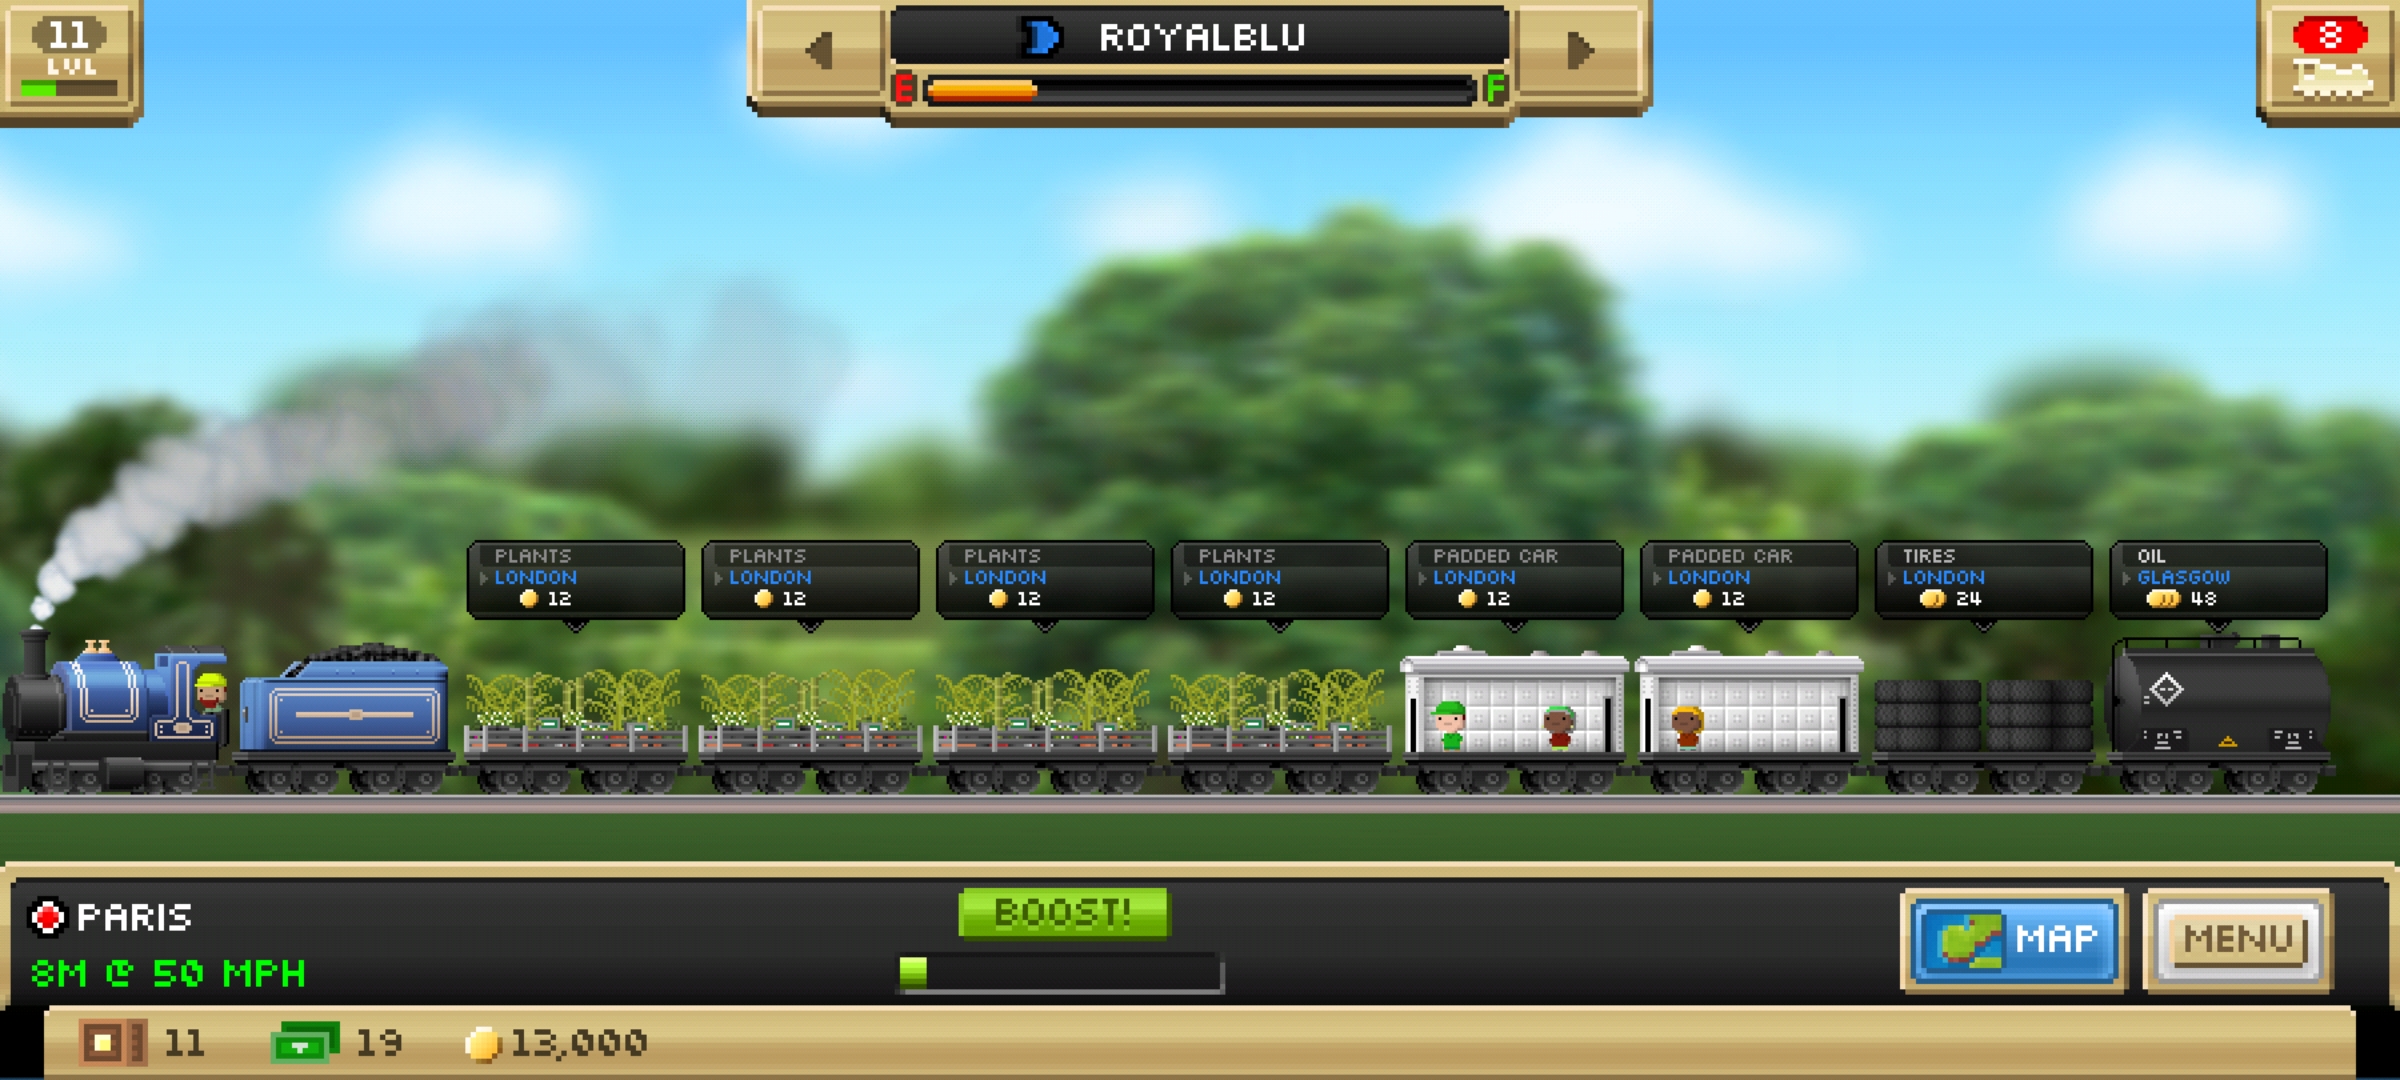 11
LVL
ROYALBLU
E
F
8
PLANTS
LONDON
12
PLANTS
LONDON
12
PLANTS
LONDON
12
PLANTS
LONDON
12
PADDED CAR
LONDON
12
PADDED CAR
LONDON
12
TIRES
LONDON
24
OIL
GLASGOW
48
PARIS
8M @ 50 MPH
BOOST!
MAP
MENU
11
19
13,000